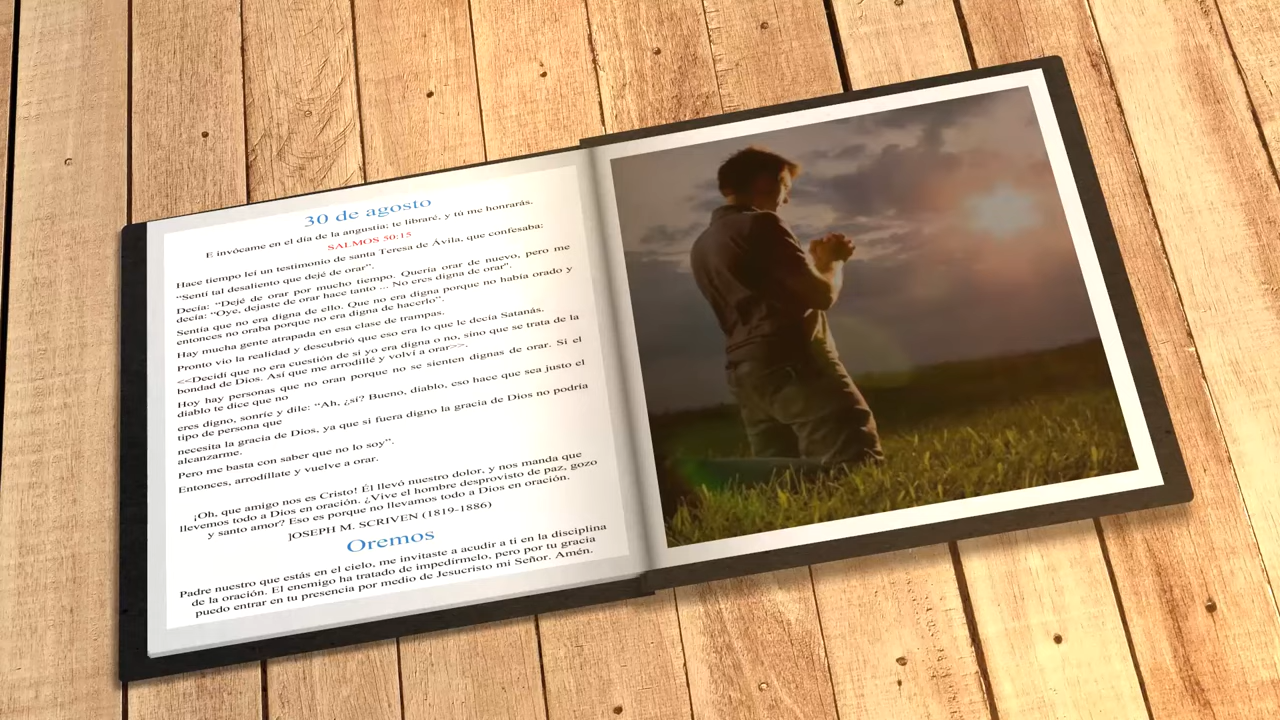 30 de agosto
E invócame en el día de la angustia; te libraré, y tú me honrarás.
SALMOS 50:15
Hace tiempo leí un testimonio de santa Teresa de Ávila, que confesaba:
“Sentí tal desaliento que dejé de orar”.
Decía: “Dejé de orar por mucho tiempo. Quería orar de nuevo, pero me
decía: “Oye, dejaste de orar hace tanto ... No eres digna de orar”.
Sentía que no era digna de ello. Que no era digna porque no había orado y
entonces no oraba porque no era digna de hacerlo”.
Hay mucha gente atrapada en esa clase de trampas.
Pronto vio la realidad y descubrió que eso era lo que le decía Satanás.
<<Decidí que no era cuestión de si yo era digna o no, sino que se trata de la
bondad de Dios. Así que me arrodillé y volví a orar>>.
Hoy hay personas que no oran porque no se sienten dignas de orar. Si el
diablo te dice que no
eres digno, sonríe y dile: “Ah, ¿sí? Bueno, diablo, eso hace que sea justo el
tipo de persona que
necesita la gracia de Dios, ya que si fuera digno la gracia de Dios no podría
alcanzarme.
Pero me basta con saber que no lo soy”.
Entonces, arrodíllate y vuelve a orar.
¡Oh, que amigo nos es Cristo! Él llevó nuestro dolor, y nos manda que
llevemos todo a Dios en oración. ¿Vive el hombre desprovisto de paz, gozo
y santo amor? Eso es porque no llevamos todo a Dios en oración.
]OSEPH M. SCRIVEN (1819-1886)
Oremos
Padre nuestro que estás en el cielo, me invitaste a acudir a ti en la disciplina
de la oración. El enemigo ha tratado de impedírmelo, pero por tu gracia
puedo entrar en tu presencia por medio de Jesucristo mi Señor. Amén.